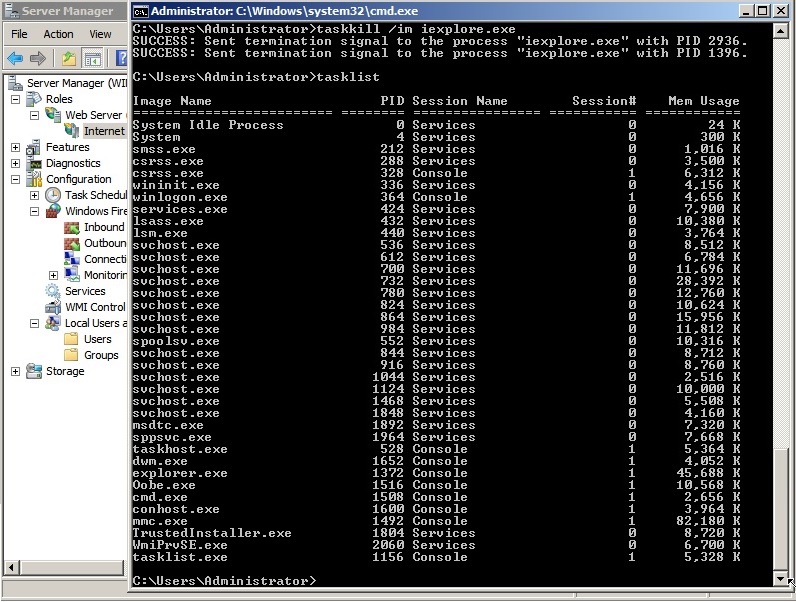 Server Manager
File Action View
Server Manager (WI
Roles
Web Server
Internet
Features
Diagnostics
Configuration
Task Schedul
Windows Fire
Inbound
Outboun
Connecti
Monitorin
Services
WMI Control
Local Users a
Users
Groups
Storage
Administrator: C:\Windows\system32\cmd.exe
C:\Users\Administrator>taskkill /im iexplore.exe
SUCCESS: Sent termination signal to the process "iexplore.exe" with PID 2936.
SUCCESS: Sent termination signal to the process "iexplore.exe" with PID 1396.
C:\Users\Administrator>tasklist
Image Name PID Session Name Session# Mem Usage
========================= ======== ================ =========== ============
System Idle Process 0 Services 0 24 K
System 4 Services 0 300 K
smss.exe 212 Services 0 1,016 K
csrss.exe 288 Services 0 3,500 K
csrss.exe 328 Console 1 6,312 K
wininit.exe 336 Services 0 4,156 K
winlogon.exe 364 Console 1 4,656 K
services.exe 424 Services 0 7,900 K
lsass.exe 432 Services 0 10,380 K
lsm.exe 440 Services 0 3,764 K
svchost.exe 536 Services 0 8,512 K
svchost.exe 612 Services 0 6,784 K
svchost.exe 700 Services 0 11,696 K
svchost.exe 732 Services 0 28,392 K
svchost.exe 780 Services 0 12,760 K
svchost.exe 824 Services 0 10,624 K
svchost.exe 864 Services 0 15,956 K
svchost.exe 984 Services 0 11,812 K
spoolsv.exe 552 Services 0 10,316 K
svchost.exe 844 Services 0 8,712 K
svchost.exe 916 Services 0 8,760 K
svchost.exe 1044 Services 0 2,516 K
svchost.exe 1124 Services 0 10,000 K
svchost.exe 1468 Services 0 5,508 K
svchost.exe 1848 Services 0 4,160 K
msdtc.exe 1892 Services 0 7,320 K
sppsvc.exe 1964 Services 0 7,668 K
taskhost.exe 528 Console 1 5,364 K
dwm.exe 1652 Console 1 4,052 K
explorer.exe 1372 Console 1 45,688 K
Oobe.exe 1516 Console 1 10,568 K
cmd.exe 1508 Console 1 2,656 K
conhost.exe 1600 Console 1 3,964 K
mmc.exe 1492 Console 1 82,180 K
TrustedInstaller.exe 1804 Services 0 8,720 K
WmiPrvSE.exe 2060 Services 0 6,700 K
tasklist.exe 1156 Console 1 5,328 K
C:\Users\Administrator>